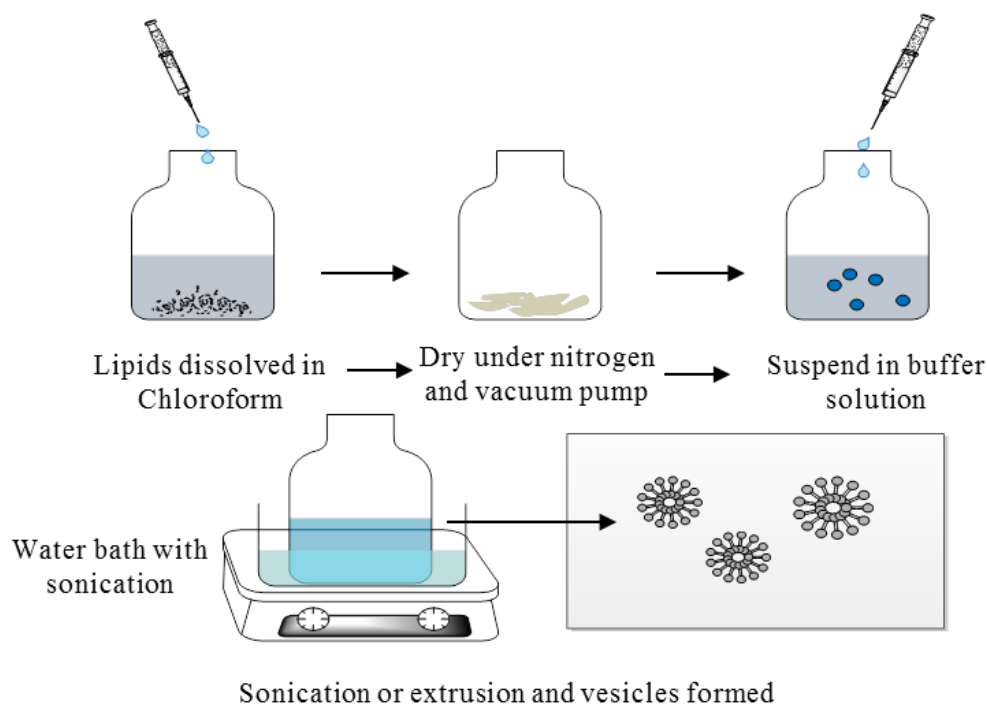 Lipids dissolved in
Chloroform
Dry under nitrogen
and vacuum pump
Suspend in buffer
solution
Water bath with
sonication
Sonication or extrusion and vesicles formed